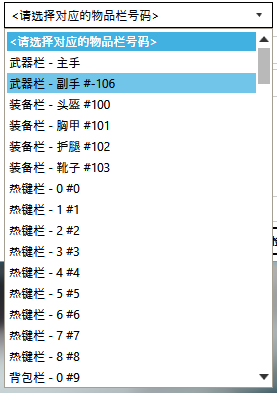 <请选择对应的物品栏号码>
<请选择对应的物品栏号码>
武器栏 - 主手
武器栏 - 副手 #-106
装备栏 - 头盔 #100
装备栏 - 胸甲 #101
装备栏 - 护腿 #102
装备栏 - 靴子 #103
热键栏 - 0 #0
热键栏 - 1 #1
热键栏 - 2 #2
热键栏 - 3 #3
热键栏 - 4 #4
热键栏 - 5 #5
热键栏 - 6 #6
热键栏 - 7 #7
热键栏 - 8 #8
背包栏 - 0 #9